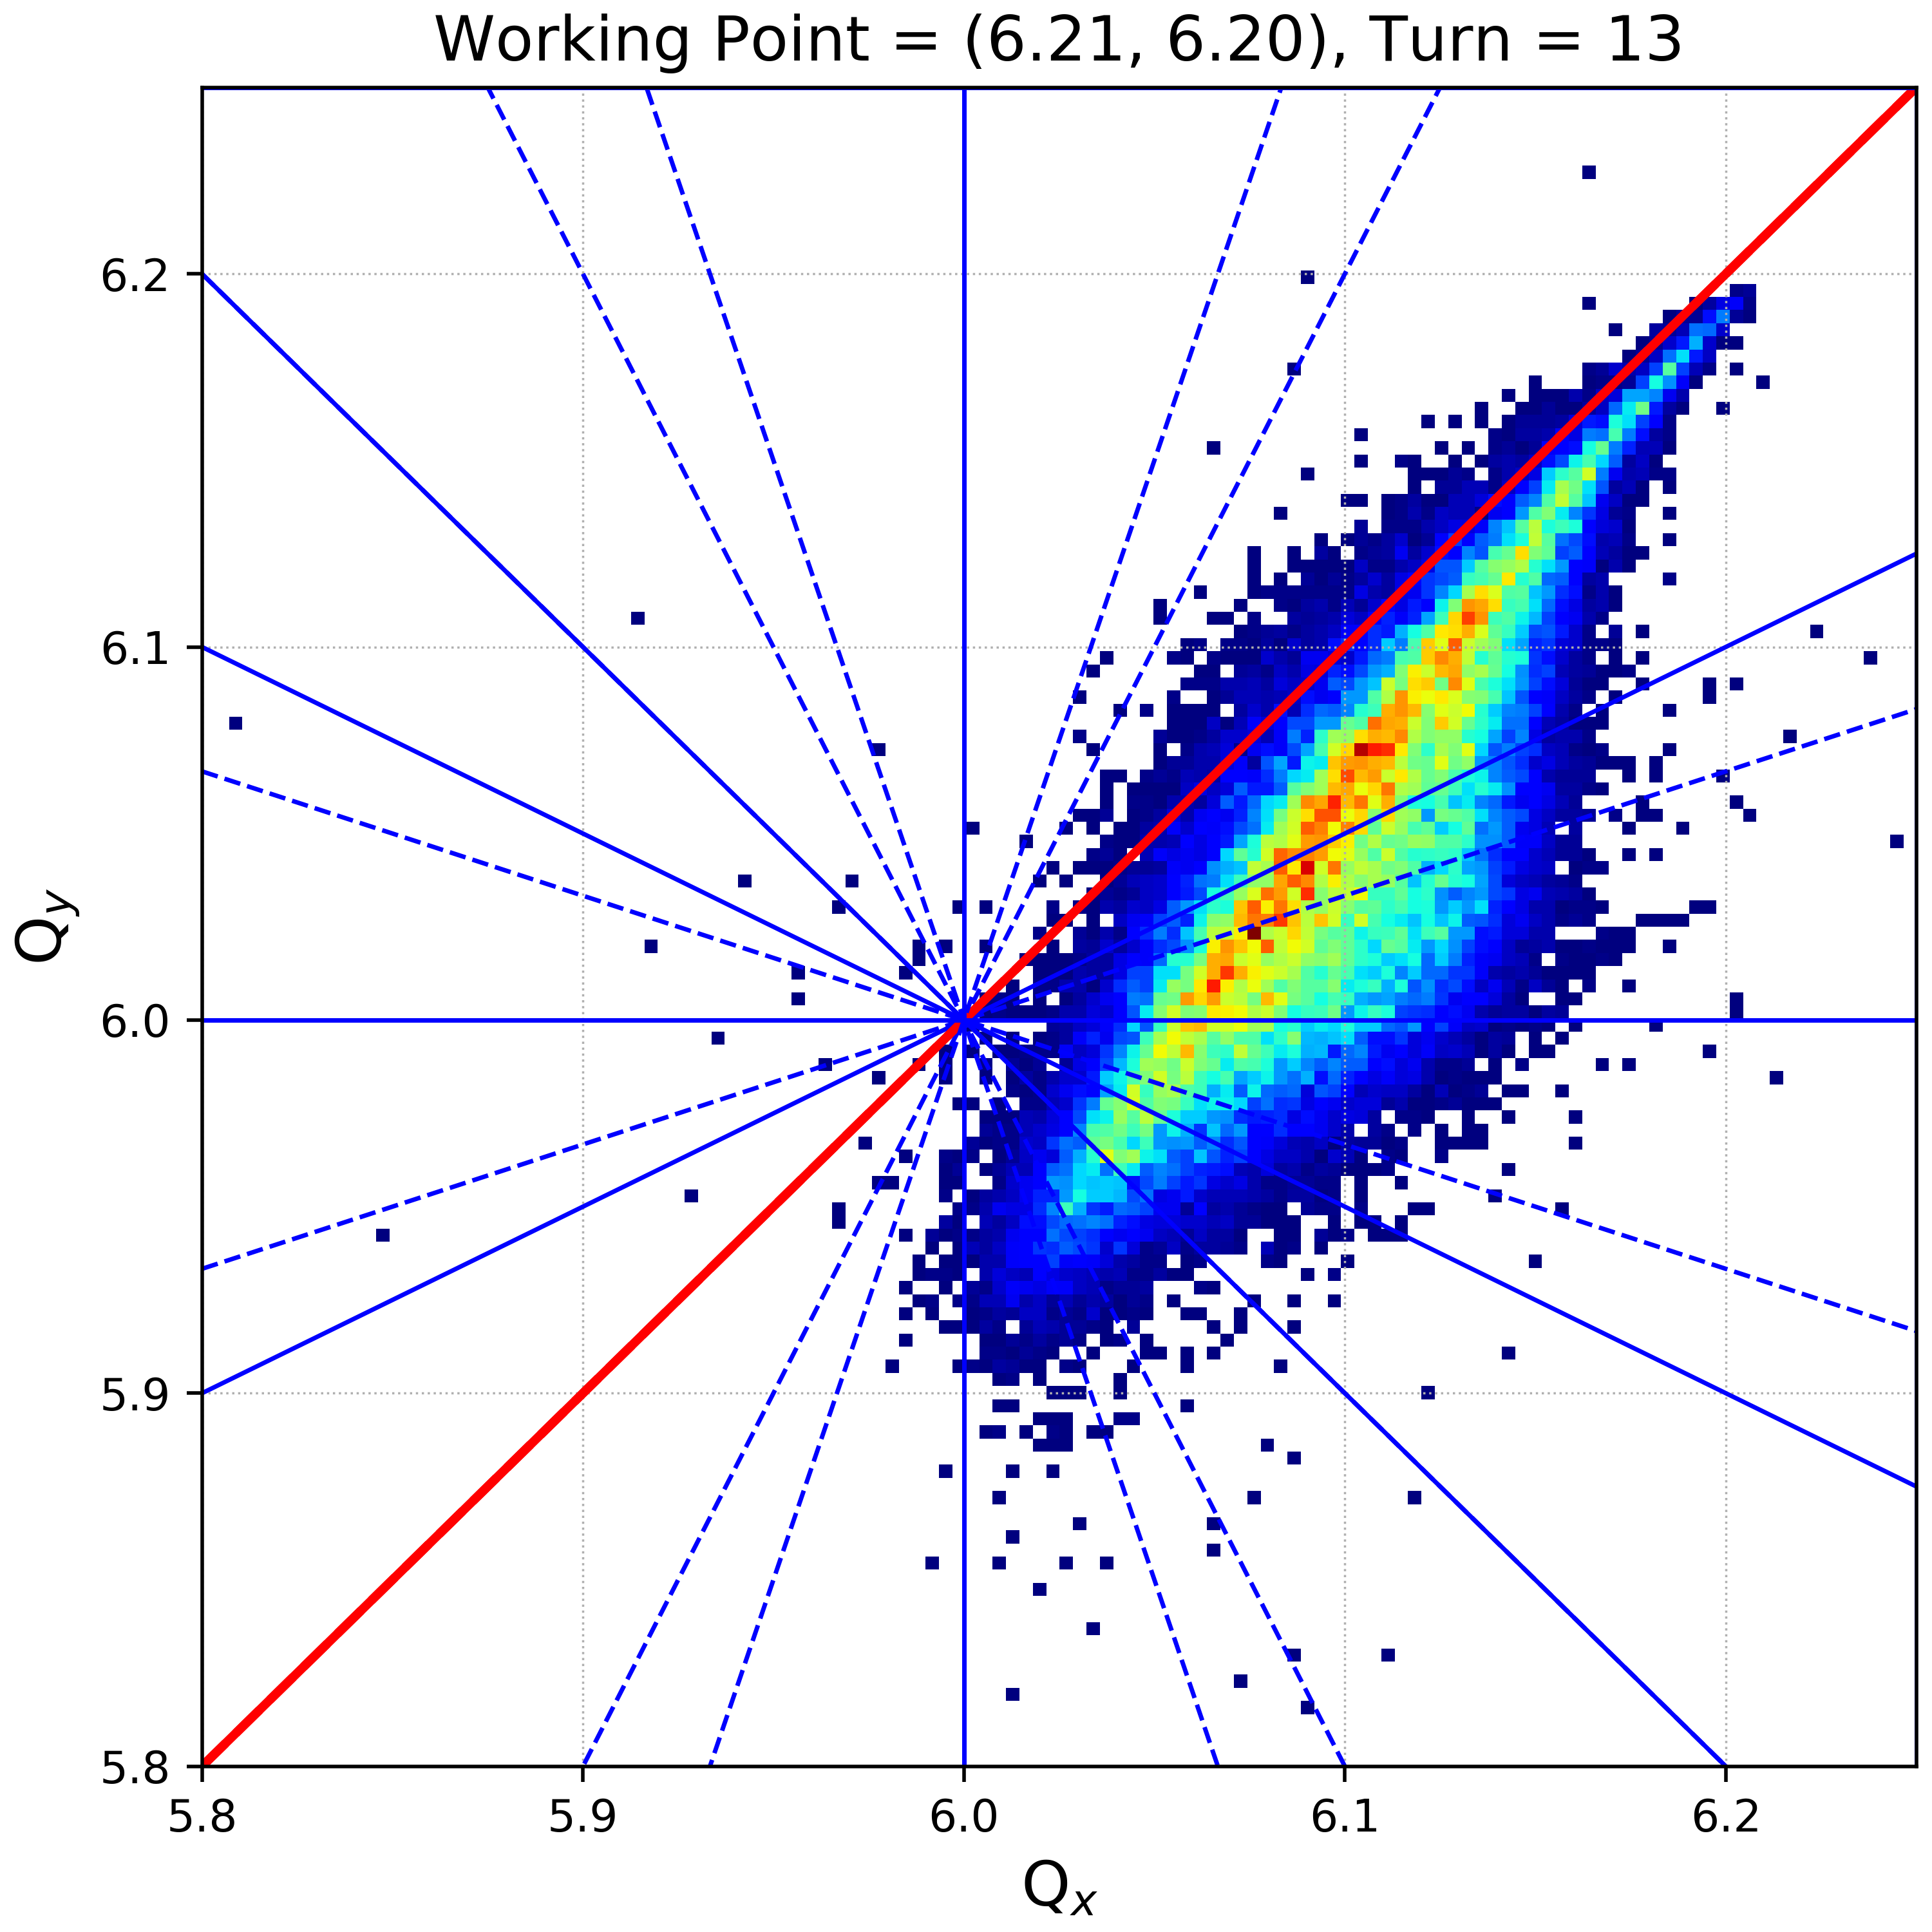 Working Point = (6.21, 6.20), Turn = 13
6.2
6.1
6.0
5.9
5.8
Qy
5.8 5.9 6.0 6.1 6.2
Qx